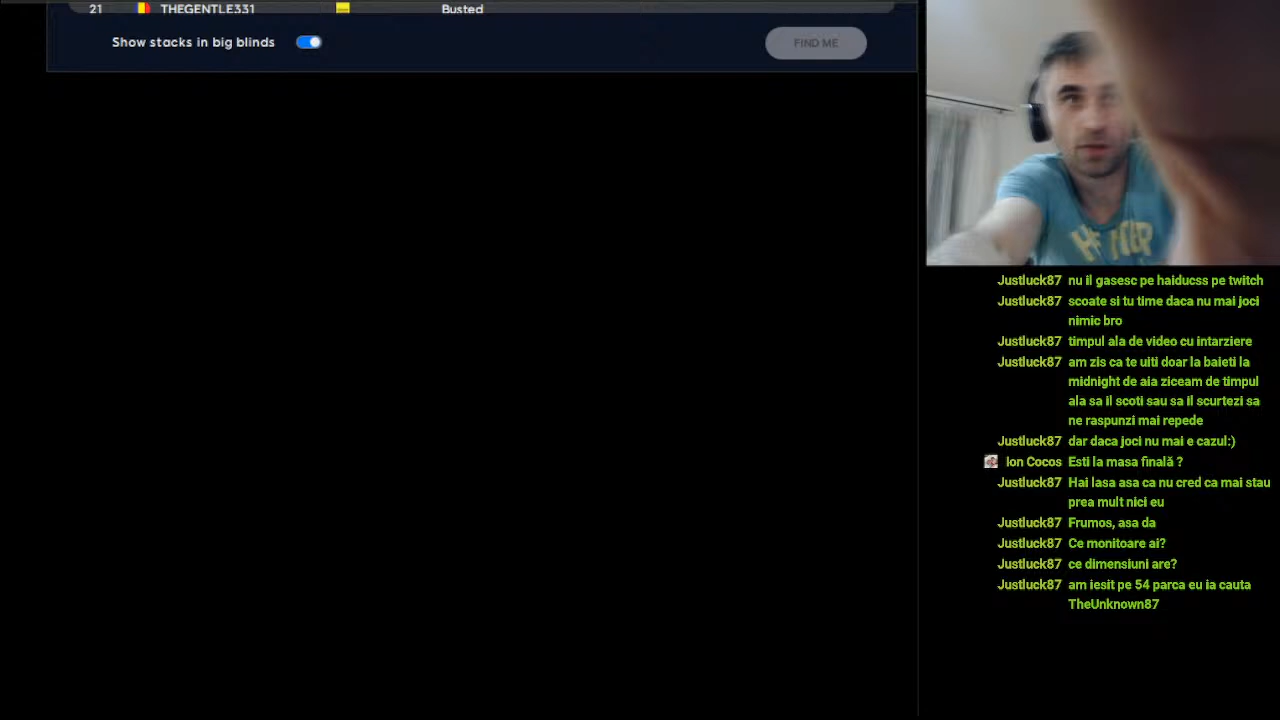 21 THEGENTLE331 Busted
Show stacks in big blinds FIND ME
Justluck87 nu il gasesc pe haiducss pe twitch
Justluck87 scoate si tu time daca nu mai joci
nimic bro
Justluck87 timpul ala de video cu intarziere
Justluck87 am zis ca te uiti doar la baieti la
midnight de aia ziceam de timpul
ala sa il scoti sau sa il scurtezi sa
ne raspunzi mai repede
Justluck87 dar daca joci nu mai e cazul:)
Ion Cocos Esti la masa finală ?
Justluck87 Hai lasa asa ca nu cred ca mai stau
prea mult nici eu
Justluck87 Frumos, asa da
Justluck87 Ce monitoare ai?
Justluck87 ce dimensiuni are?
Justluck87 am iesit pe 54 parca eu ia cauta
TheUnknown87